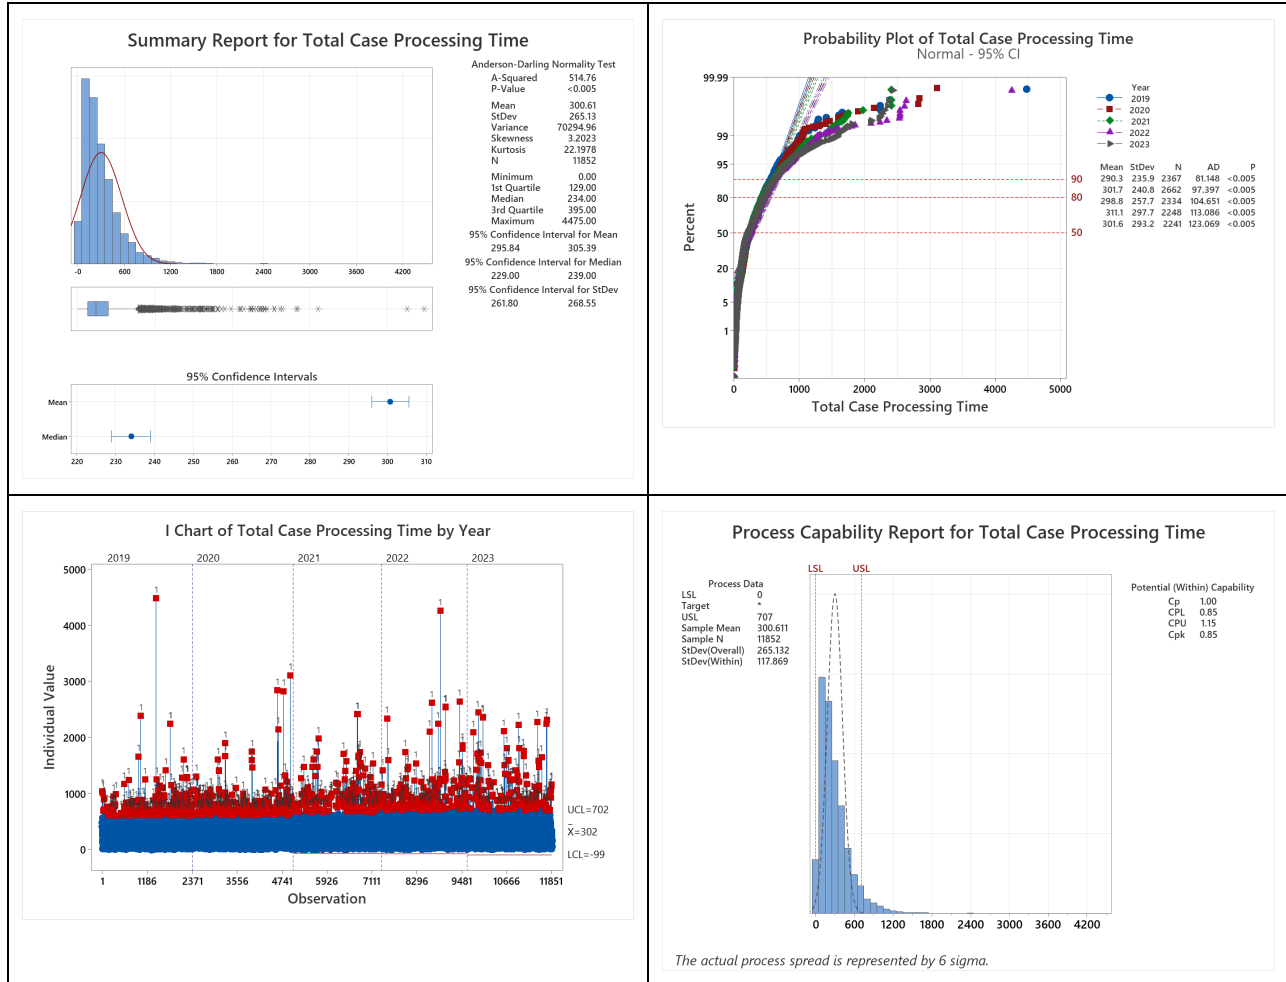 Summary Report for Total Case Processing Time
Anderson-Darling Normality Test
A-Squared 514.76
P-Value <0.005
Mean 300.61
StDev 265.13
Variance 70294.96
Skewness 3.2023
Kurtosis 22.1978
N 11852
Minimum 0.00
1st Quartile 129.00
Median 234.00
3rd Quartile 395.00
Maximum 4475.00
95% Confidence Interval for Mean
295.84 305.39
95% Confidence Interval for Median
229.00 239.00
95% Confidence Interval for StDev
261.80 268.55
-0 600 1200 1800 2400 3000 3600 4200
95% Confidence Intervals
Mean
Median
220 230 240 250 260 270 280 290 300 310
Probability Plot of Total Case Processing Time
Normal - 95% CI
99.99
99
95
80
50
20
5
1
Percent
90
80
50
0 1000 2000 3000 4000 5000
Total Case Processing Time
Year
2019
2020
2021
2022
2023
Mean StDev N AD P
290.3 235.9 2367 81.148 <0.005
301.7 240.8 2662 97.397 <0.005
298.8 257.7 2334 104.651 <0.005
311.1 297.7 2248 113.086 <0.005
301.6 293.2 2241 123.069 <0.005
I Chart of Total Case Processing Time by Year
2019 2020 2021 2022 2023
5000
4000
3000
2000
1000
0
Individual Value
UCL=702
X̄=302
LCL=-99
1 1186 2371 3556 4741 5926 7111 8296 9481 10666 11851
Observation
Process Capability Report for Total Case Processing Time
LSL USL
Process Data
LSL 0
Target *
USL 707
Sample Mean 300.611
Sample N 11852
StDev(Overall) 265.132
StDev(Within) 117.869
Potential (Within) Capability
Cp 1.00
CPL 0.85
CPU 1.15
Cpk 0.85
0 600 1200 1800 2400 3000 3600 4200
The actual process spread is represented by 6 sigma.